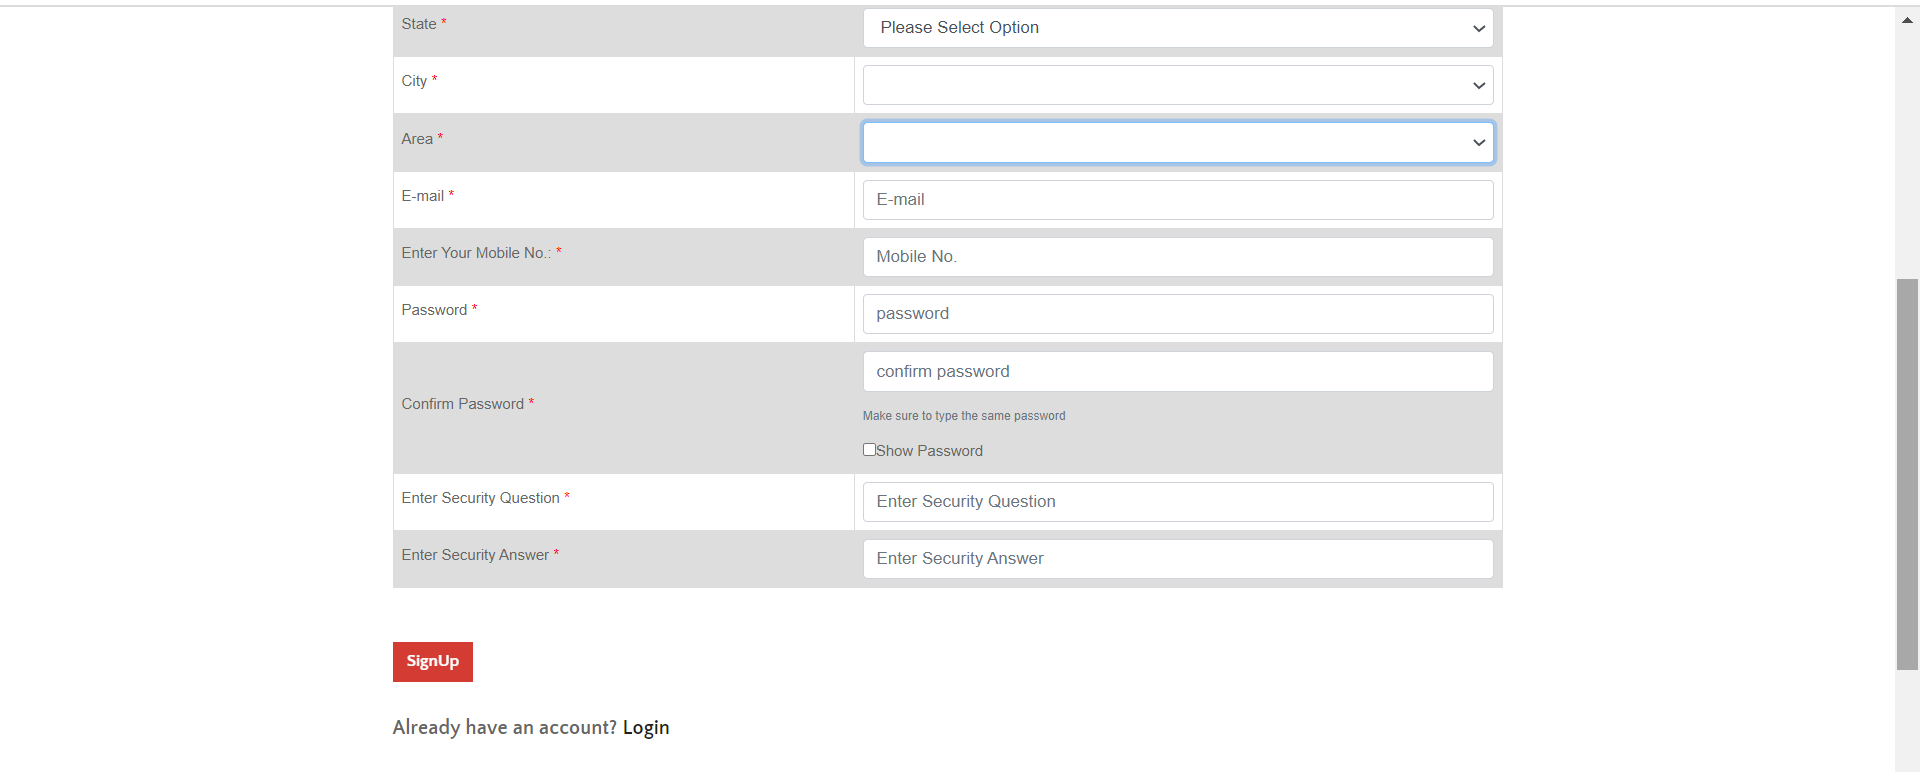 State *
Please Select Option
City *
Area *
E-mail *
E-mail
Enter Your Mobile No.: *
Mobile No.
Password *
password
Confirm Password *
confirm password
Make sure to type the same password
Show Password
Enter Security Question *
Enter Security Question
Enter Security Answer *
Enter Security Answer
SignUp
Already have an account? Login